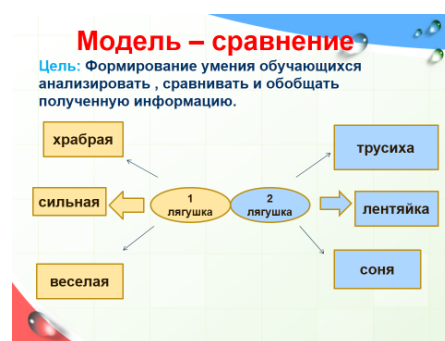 Модель – сравнение
Цель: Формирование умения обучающихся
анализировать , сравнивать и обобщать
полученную информацию.
храбрая
трусиха
сильная
1
лягушка
2
лягушка
лентяйка
веселая
соня